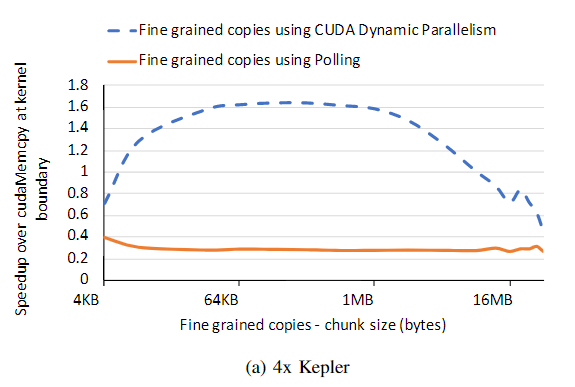 Fine grained copies using CUDA Dynamic Parallelism
Fine grained copies using Polling
Speedup over cudaMemcpy at kernel
boundary
1.8
1.6
1.4
1.2
1
0.8
0.6
0.4
0.2
0
4KB 64KB 1MB 16MB
Fine grained copies - chunk size (bytes)
(a) 4x Kepler